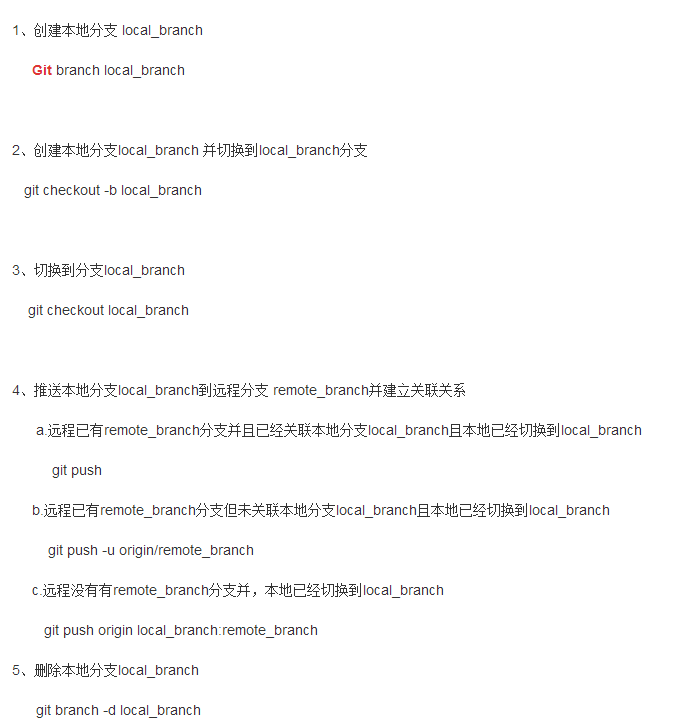 1、创建本地分支 local_branch
Git branch local_branch
2、创建本地分支local_branch 并切换到local_branch分支
git checkout -b local_branch
3、切换到分支local_branch
git checkout local_branch
4、推送本地分支local_branch到远程分支 remote_branch并建立关联关系
a.远程已有remote_branch分支并且已经关联本地分支local_branch且本地已经切换到local_branch
git push
b.远程已有remote_branch分支但未关联本地分支local_branch且本地已经切换到local_branch
git push -u origin/remote_branch
c.远程没有有remote_branch分支并，本地已经切换到local_branch
git push origin local_branch:remote_branch
5、删除本地分支local_branch
git branch -d local_branch